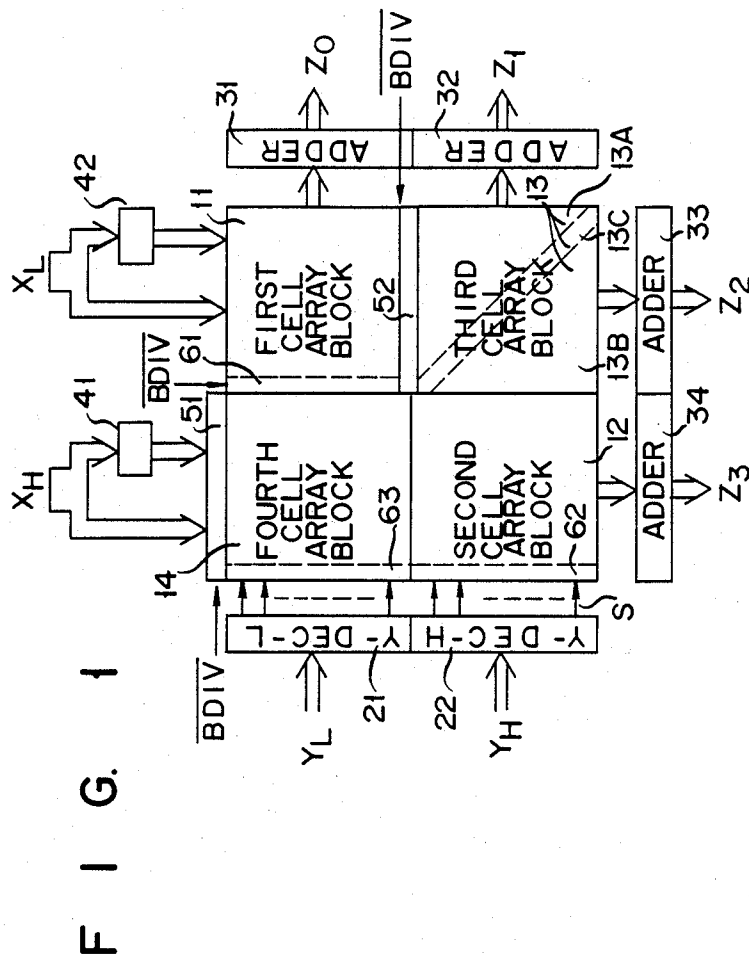 FIG. 1
X_H
X_L
41
42
BDIV
51
BDIV
61
11
31
Z_0
14
FOURTH
CELL
ARRAY
BLOCK
FIRST
CELL
ARRAY
BLOCK
ADDER
BDIV
63
52
Y_L
Y-DEC-L
21
Y_H
Y-DEC-H
22
S
SECOND
CELL
ARRAY
BLOCK
62
12
THIRD
CELL
ARRAY
BLOCK
13
13A
13B
13C
ADDER
32
Z_1
ADDER
34
Z_3
ADDER
33
Z_2
BDIV